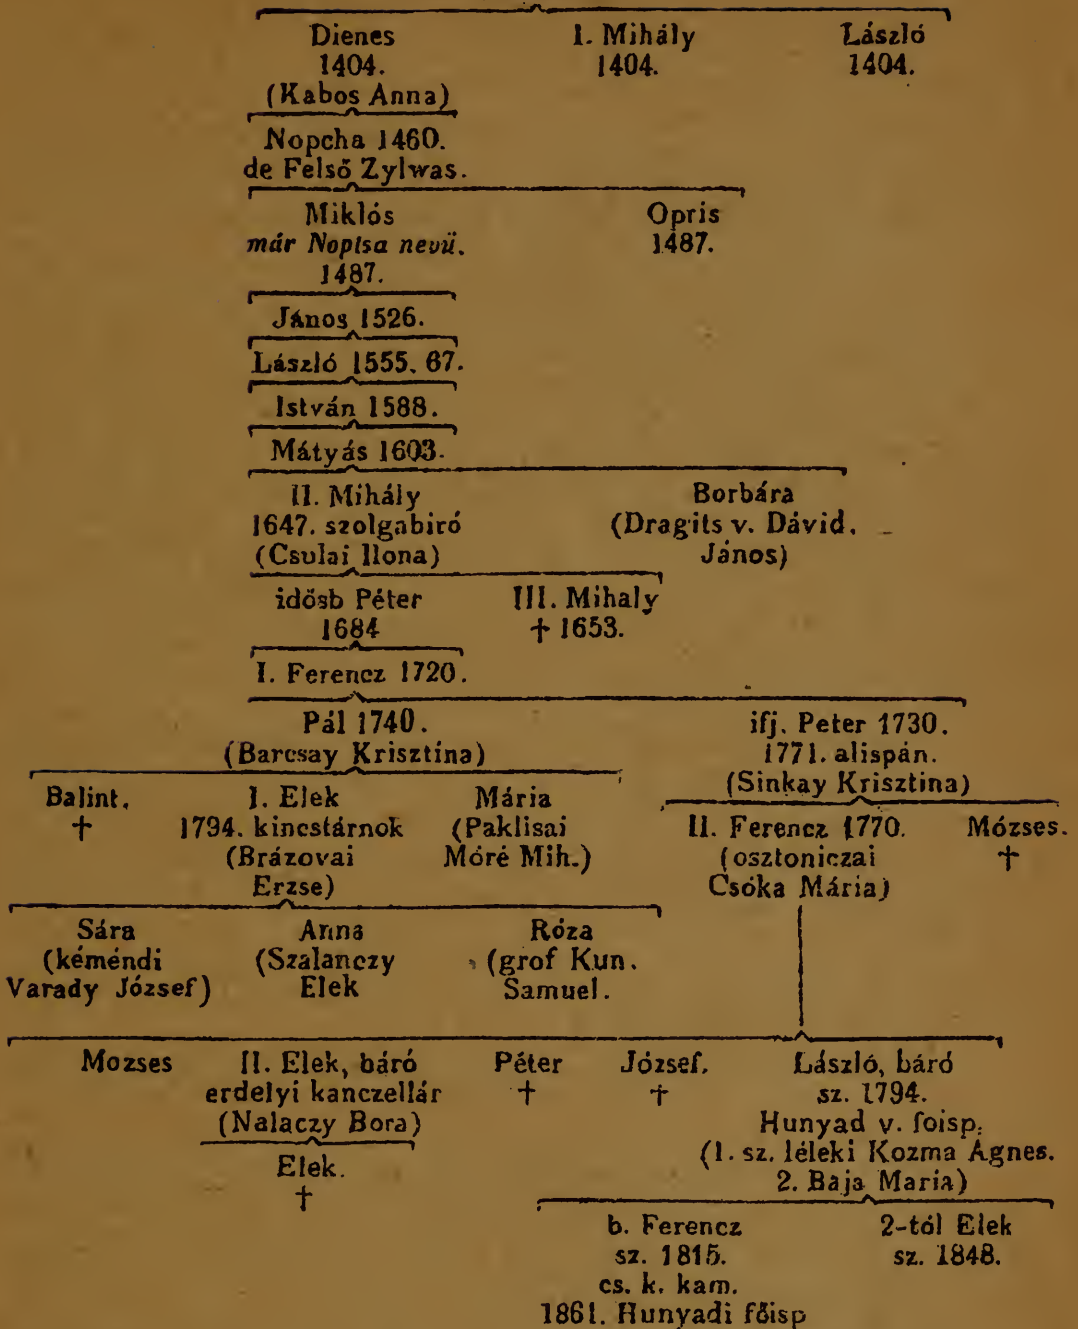 Dienes I. Mihály László
1404. 1404. 1404.
(Kabos Anna)
Nopcha 1460.
de Felső Zylwas.
Miklós Opris
már Noptsa nevü. 1487.
1487.
János 1526.
László 1555. 67.
István 1588.
Mátyás 1603.
II. Mihály Borbára
1647. szolgabiró (Dragits v. Dávid.
(Csulai Ilona) János)
idősb Péter III. Mihaly
1684 † 1653.
I. Ferencz 1720.
Pál 1740. ifj. Peter 1730.
(Barcsay Krisztína) 1771. alispán.
(Sinkay Krisztina)
Balint. I. Elek Mária II. Ferencz 1770. Mózses.
† 1794. kincstárnok (Paklisai (osztoniczai †
(Brázovai Móré Mih.) Csóka Mária)
Erzse)
Sára Anna Róza
(kéméndi (Szalanczy (grof Kun.
Varady József) Elek Samuel.
Mozses II. Elek, báró Péter József. László, báró
erdelyi kanczellár † † sz. 1794.
(Nalaczy Bora) Hunyad v. foisp.
Elek. (1. sz. léleki Kozma Agnes.
† 2. Baja Maria)
b. Ferencz 2-tól Elek
sz. 1815. sz. 1848.
cs. k. kam.
1861. Hunyadi főisp